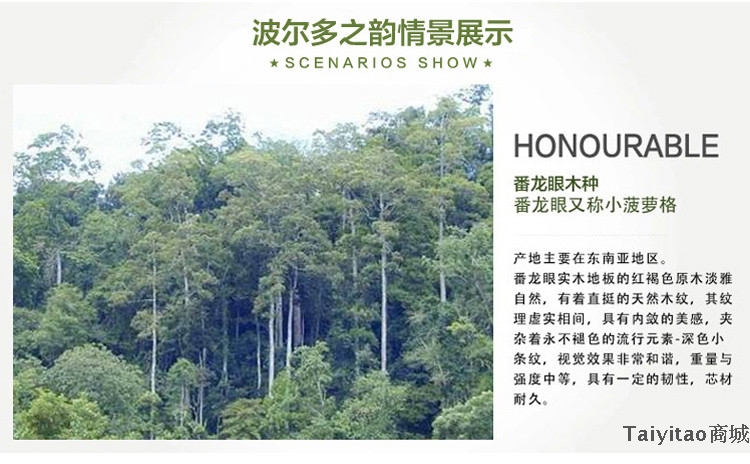 波尔多之韵情景展示
★SCENARIOS SHOW★
HONOURABLE
番龙眼木种
番龙眼又称小菠萝格
产地主要在东南亚地区。
番龙眼实木地板的红褐色原木淡雅
自然，有着直挺的天然木纹，其纹
理虚实相间，具有内敛的美感，夹
杂着永不褪色的流行元素-深色小
条纹，视觉效果非常和谐，重量与
强度中等，具有一定的韧性，芯材
耐久。
Taiyitao商城